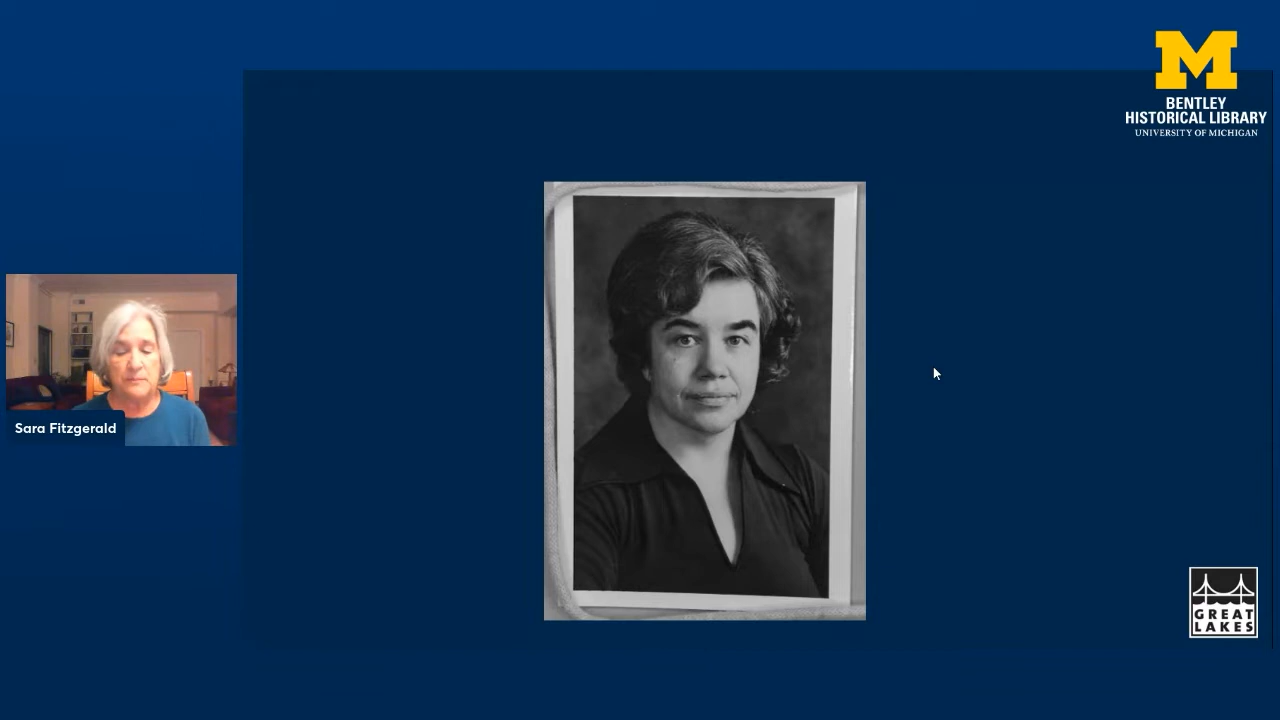 M
BENTLEY
HISTORICAL LIBRARY
UNIVERSITY OF MICHIGAN
Sara Fitzgerald
GREAT
LAKES